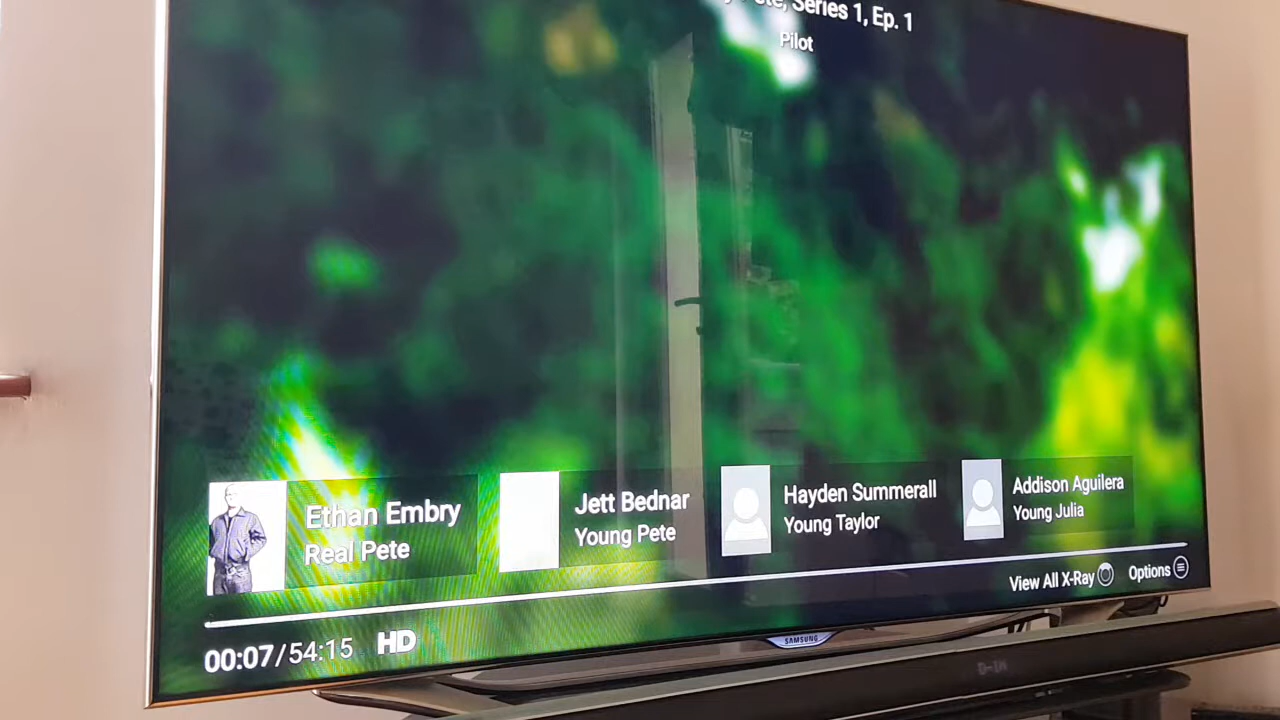 Series 1, Ep. 1
Pilot
Ethan Embry
Real Pete
Jett Bednar
Young Pete
Hayden Summerall
Young Taylor
Addison Aguilera
Young Julia
View All X-Ray
Options
00:07/54:15 HD
SAMSUNG